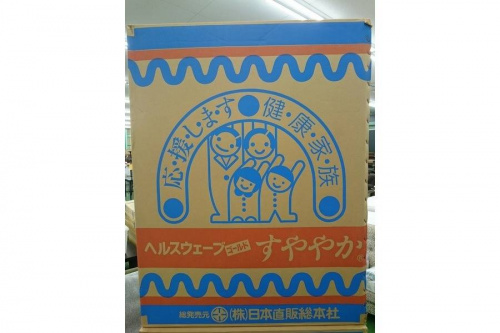 応・援・し・ま・す●健・康・家・族
ヘルスウェーブゴールドすややか
販売発元 (株)日本直販総本社